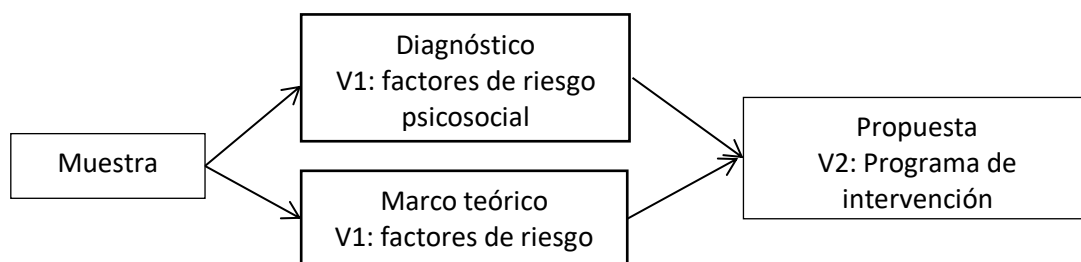 Muestra
Diagnóstico
V1: factores de riesgo
psicosocial
Marco teórico
V1: factores de riesgo
Propuesta
V2: Programa de
intervención